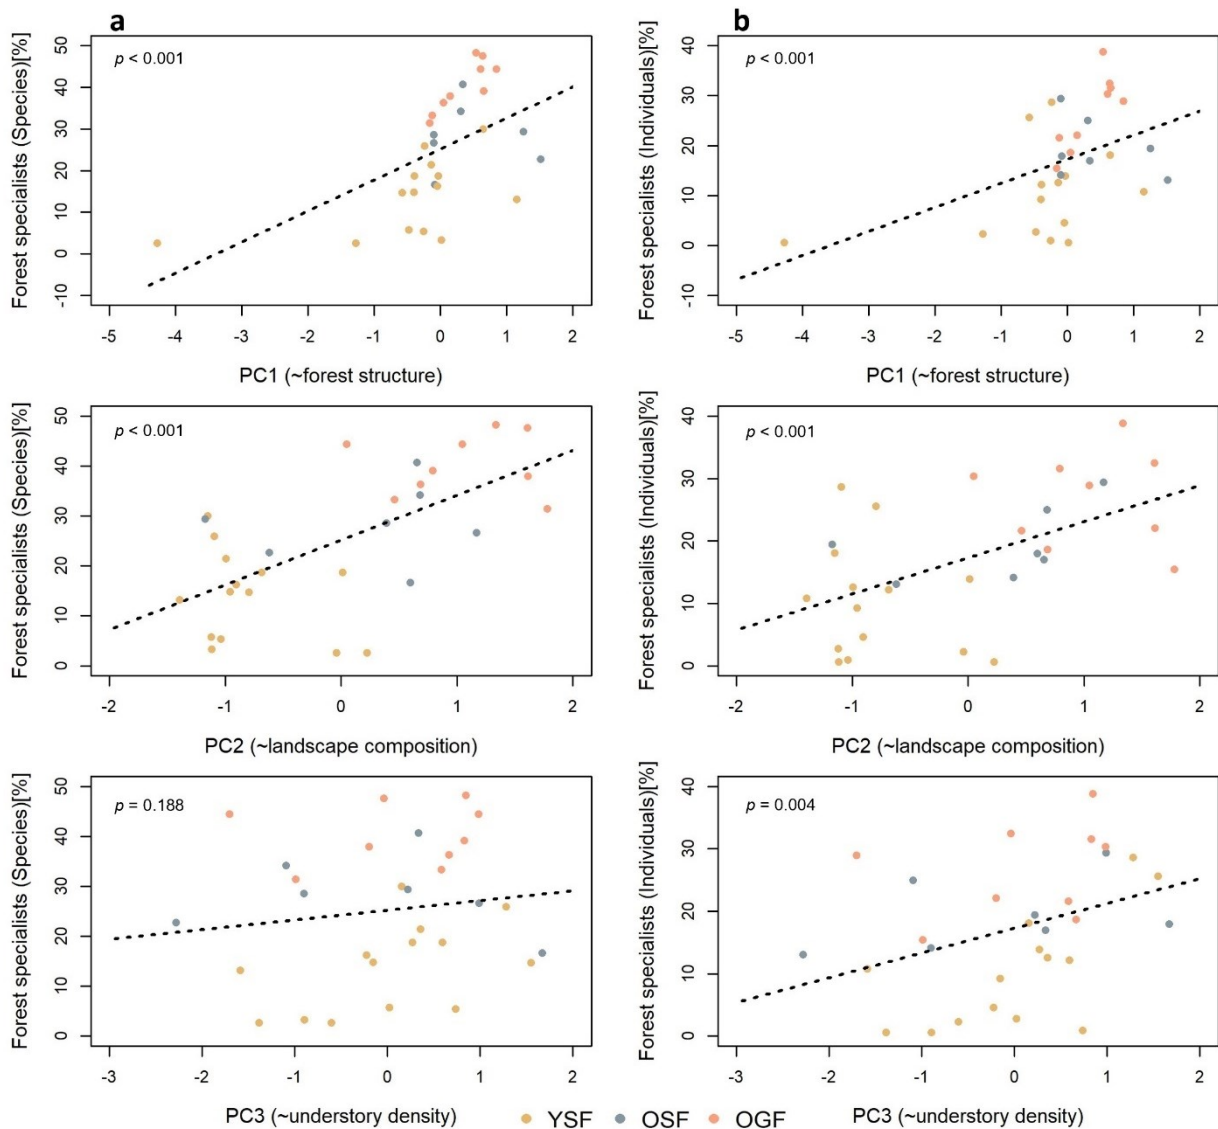 a
b
p < 0.001
Forest specialists (Species)[%]
50
40
30
20
10
0
-10
-5 -4 -3 -2 -1 0 1 2
PC1 (~forest structure)
p < 0.001
Forest specialists (Individuals)[%]
40
30
20
10
0
-10
-5 -4 -3 -2 -1 0 1 2
PC1 (~forest structure)
p < 0.001
Forest specialists (Species)[%]
50
40
30
20
10
0
-2 -1 0 1 2
PC2 (~landscape composition)
p < 0.001
Forest specialists (Individuals)[%]
40
30
20
10
0
-2 -1 0 1 2
PC2 (~landscape composition)
p = 0.188
Forest specialists (Species)[%]
50
40
30
20
10
0
-3 -2 -1 0 1 2
PC3 (~understory density)
p = 0.004
Forest specialists (Individuals)[%]
40
30
20
10
0
-3 -2 -1 0 1 2
PC3 (~understory density)
YSF OSF OGF